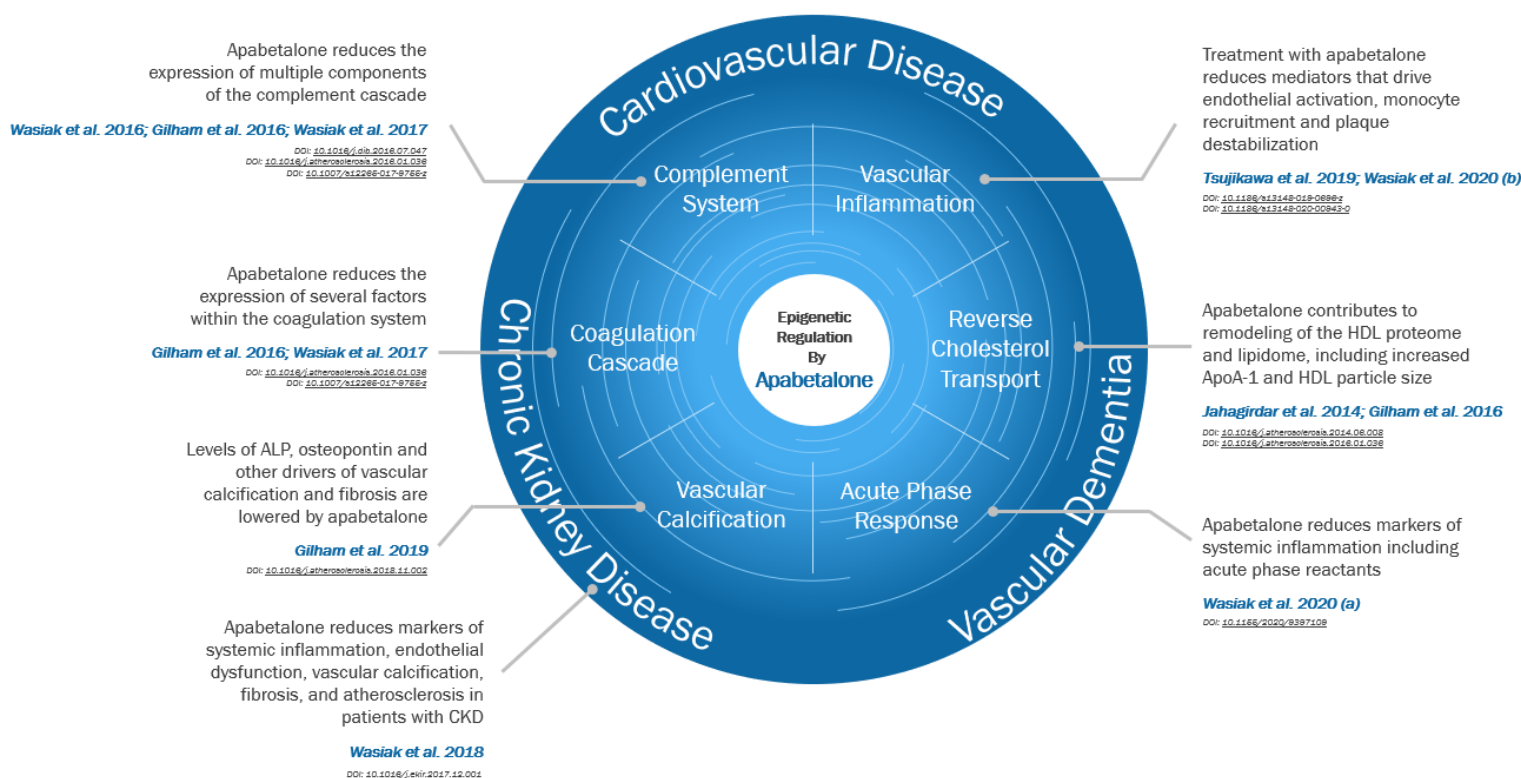 Apabetalone reduces the
expression of multiple components
of the complement cascade
Wasiak et al. 2016; Gilham et al. 2016; Wasiak et al. 2017
DOI: 10.1016/j.dib.2016.07.047
DOI: 10.1016/j.atherosclerosis.2016.01.036
DOI: 10.1007/s12265-017-9755-z
Apabetalone reduces the
expression of several factors
within the coagulation system
Gilham et al. 2016; Wasiak et al. 2017
DOI: 10.1016/j.atherosclerosis.2016.01.036
DOI: 10.1007/s12265-017-9755-z
Levels of ALP, osteopontin and
other drivers of vascular
calcification and fibrosis are
lowered by apabetalone
Gilham et al. 2019
DOI: 10.1016/j.atherosclerosis.2018.11.002
Apabetalone reduces markers of
systemic inflammation, endothelial
dysfunction, vascular calcification,
fibrosis, and atherosclerosis in
patients with CKD
Wasiak et al. 2018
DOI: 10.1016/j.ekir.2017.12.001
Cardiovascular Disease
Chronic Kidney Disease
Vascular Dementia
Complement
System
Vascular
Inflammation
Coagulation
Cascade
Epigenetic
Regulation
By
Apabetalone
Reverse
Cholesterol
Transport
Vascular
Calcification
Acute Phase
Response
Treatment with apabetalone
reduces mediators that drive
endothelial activation, monocyte
recruitment and plaque
destabilization
Tsujikawa et al. 2019; Wasiak et al. 2020 (b)
DOI: 10.1186/s13148-019-0696-z
DOI: 10.1186/s13148-020-00943-0
Apabetalone contributes to
remodeling of the HDL proteome
and lipidome, including increased
ApoA-1 and HDL particle size
Jahagirdar et al. 2014; Gilham et al. 2016
DOI: 10.1016/j.atherosclerosis.2014.06.008
DOI: 10.1016/j.atherosclerosis.2016.01.036
Apabetalone reduces markers of
systemic inflammation including
acute phase reactants
Wasiak et al. 2020 (a)
DOI: 10.1155/2020/9397109